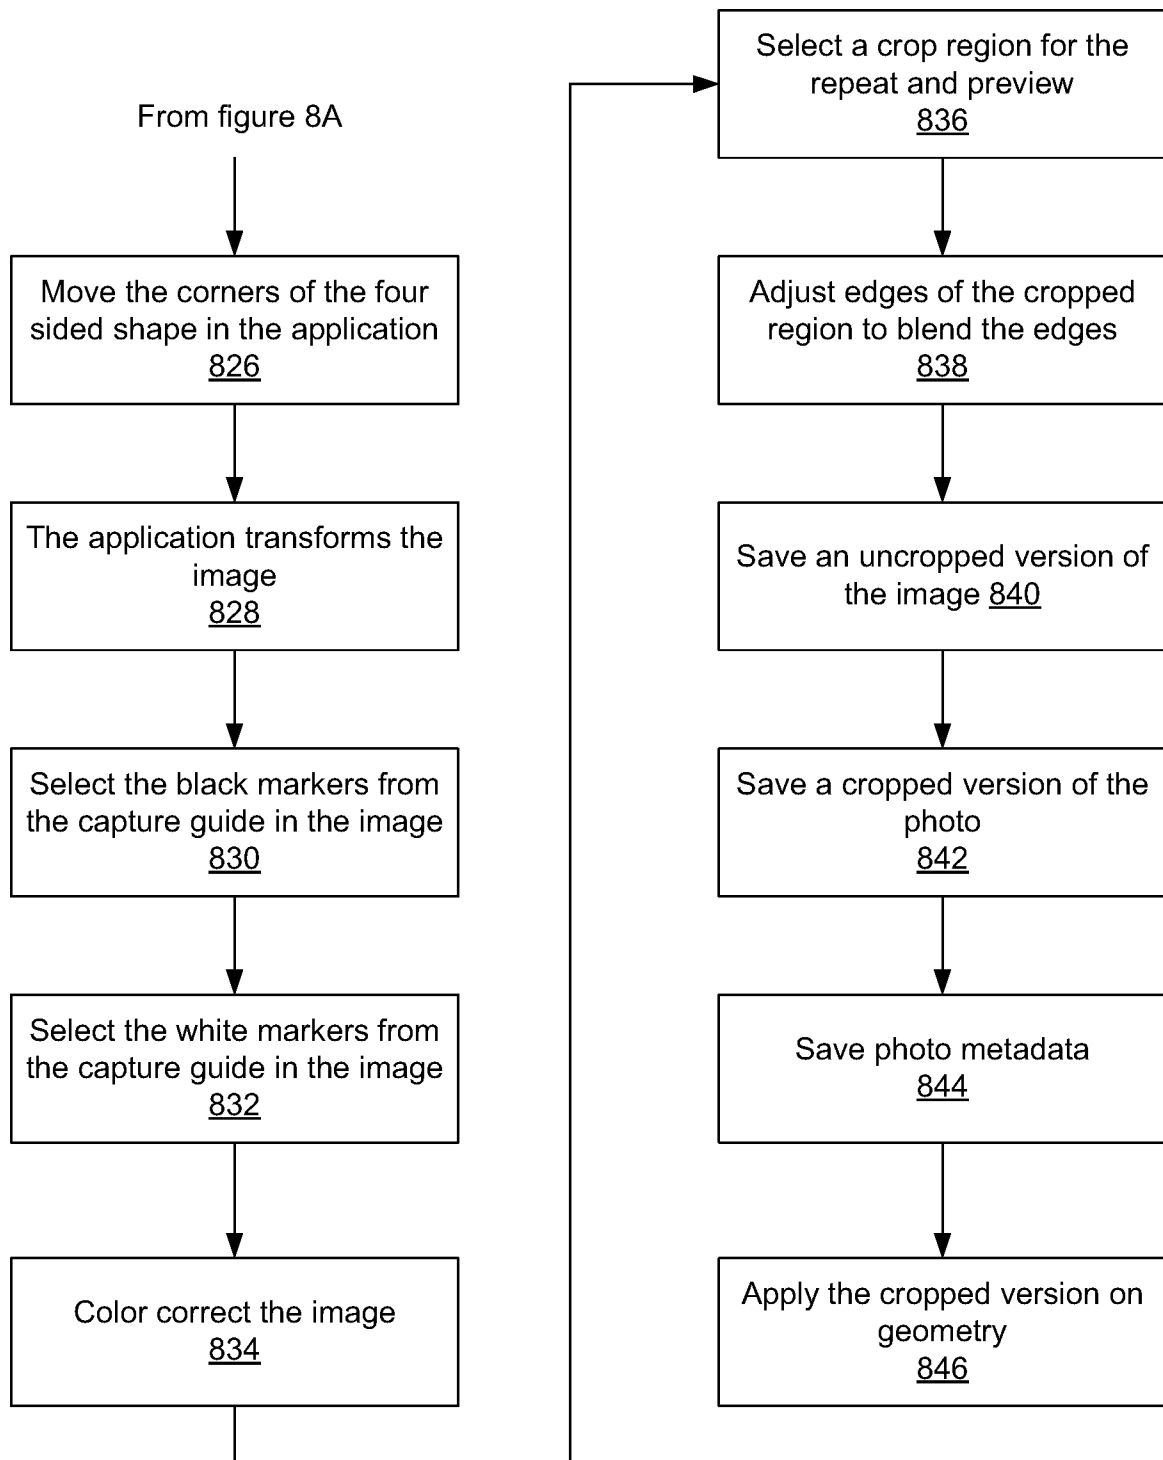 From figure 8A
Move the corners of the four
sided shape in the application
826
The application transforms the
image
828
Select the black markers from
the capture guide in the image
830
Select the white markers from
the capture guide in the image
832
Color correct the image
834
Select a crop region for the
repeat and preview
836
Adjust edges of the cropped
region to blend the edges
838
Save an uncropped version of
the image 840
Save a cropped version of the
photo
842
Save photo metadata
844
Apply the cropped version on
geometry
846